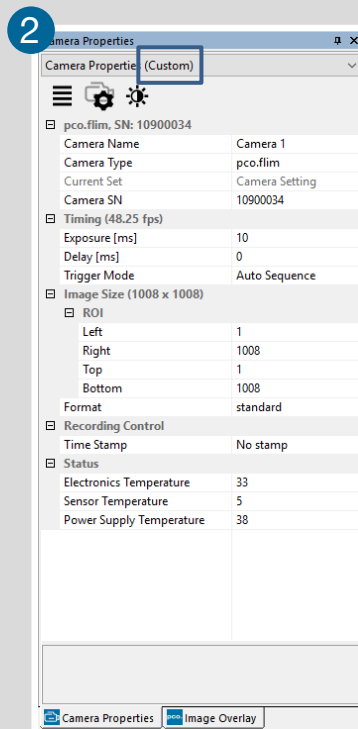 2
amera Properties
Camera Properties (Custom)
pco.flim, SN: 10900034
Camera Name Camera 1
Camera Type pco.flim
Current Set Camera Setting
Camera SN 10900034
Timing (48.25 fps)
Exposure [ms] 10
Delay [ms] 0
Trigger Mode Auto Sequence
Image Size (1008 x 1008)
ROI
Left 1
Right 1008
Top 1
Bottom 1008
Format standard
Recording Control
Time Stamp No stamp
Status
Electronics Temperature 33
Sensor Temperature 5
Power Supply Temperature 38
Camera Properties pco. Image Overlay